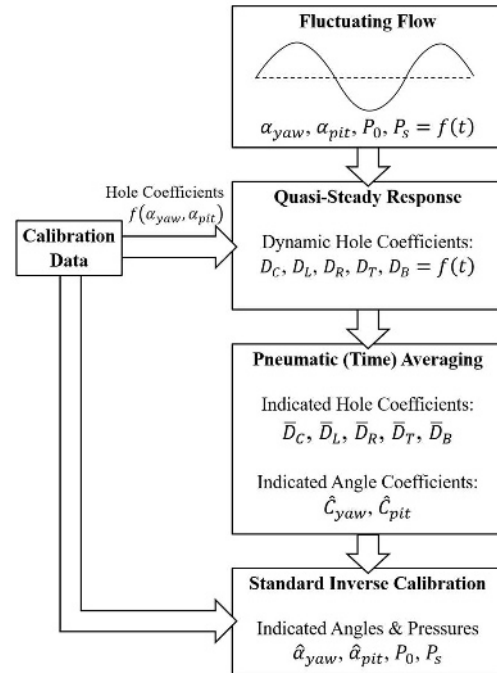 Fluctuating Flow
α_yaw, α_pit, P_0, P_s = f(t)
Hole Coefficients
f(α_yaw, α_pit)
Calibration
Data
Quasi-Steady Response
Dynamic Hole Coefficients:
D_C, D_L, D_R, D_T, D_B = f(t)
Pneumatic (Time) Averaging
Indicated Hole Coefficients:
D̅_C, D̅_L, D̅_R, D̅_T, D̅_B
Indicated Angle Coefficients:
Ĉ_yaw, Ĉ_pit
Standard Inverse Calibration
Indicated Angles & Pressures
α̂_yaw, α̂_pit, P_0, P_s